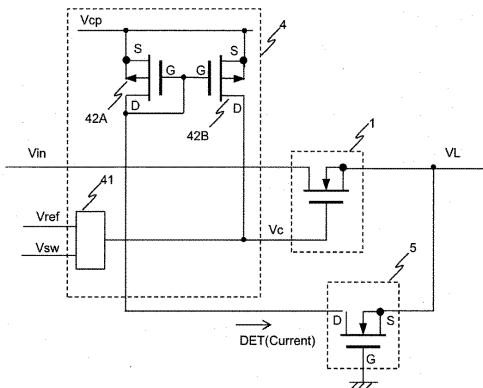 Vcp
4
S
S
G
G
42A
D
42B
D
1
Vin
VL
41
Vref
Vsw
Vc
5
D
S
G
DET(Current)